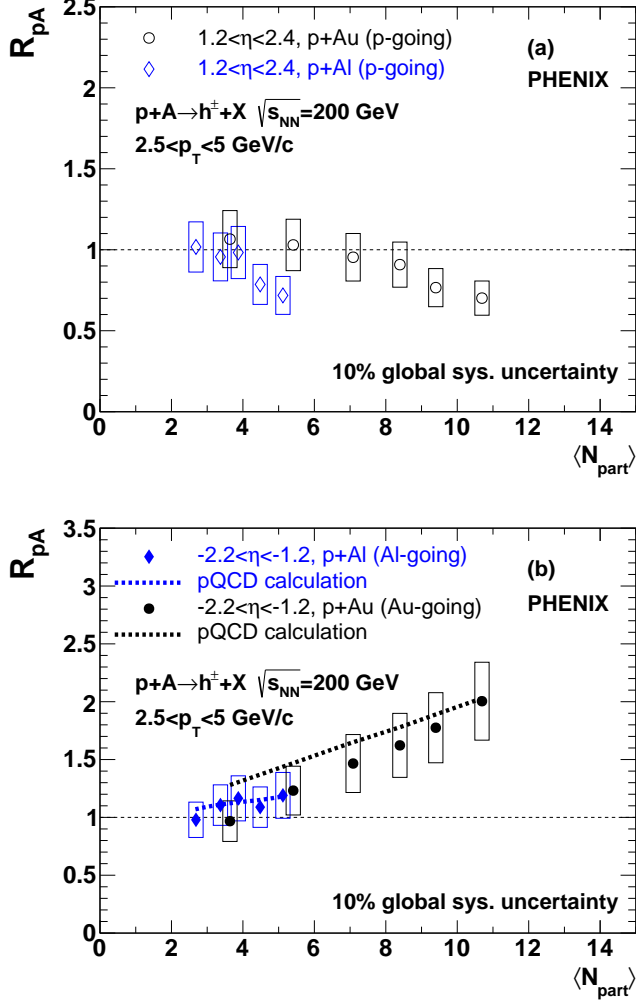 R_pA
2.5
2
1.5
1
0.5
0
1.2<η<2.4, p+Au (p-going)
1.2<η<2.4, p+Al (p-going)
(a)
PHENIX
p+A→h±+X √s_NN=200 GeV
2.5<p_T<5 GeV/c
10% global sys. uncertainty
0 2 4 6 8 10 12 14
⟨N_part⟩
R_pA
3.5
3
2.5
2
1.5
1
0.5
0
-2.2<η<-1.2, p+Al (Al-going)
pQCD calculation
-2.2<η<-1.2, p+Au (Au-going)
pQCD calculation
(b)
PHENIX
p+A→h±+X √s_NN=200 GeV
2.5<p_T<5 GeV/c
10% global sys. uncertainty
0 2 4 6 8 10 12 14
⟨N_part⟩